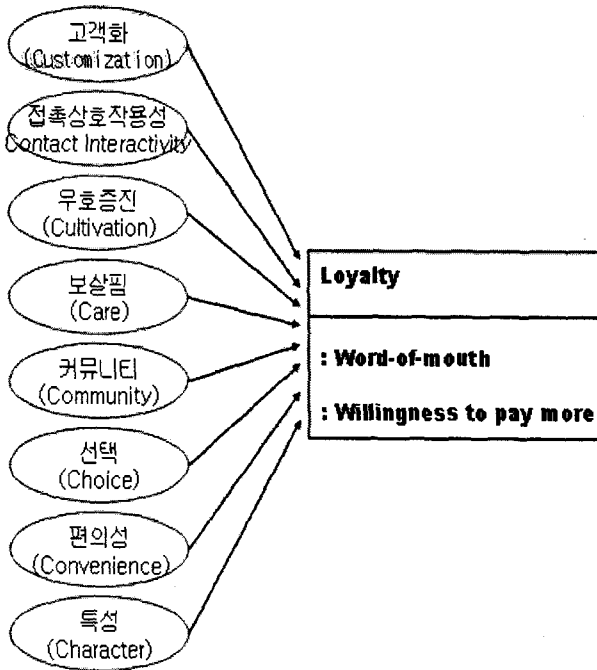 고객화
(Customization)
접촉상호작용성
Contact Interactivity
우호증진
(Cultivation)
보살핌
(Care)
커뮤니티
(Community)
선택
(Choice)
편의성
(Convenience)
특성
(Character)
Loyalty
: Word-of-mouth
: Willingness to pay more